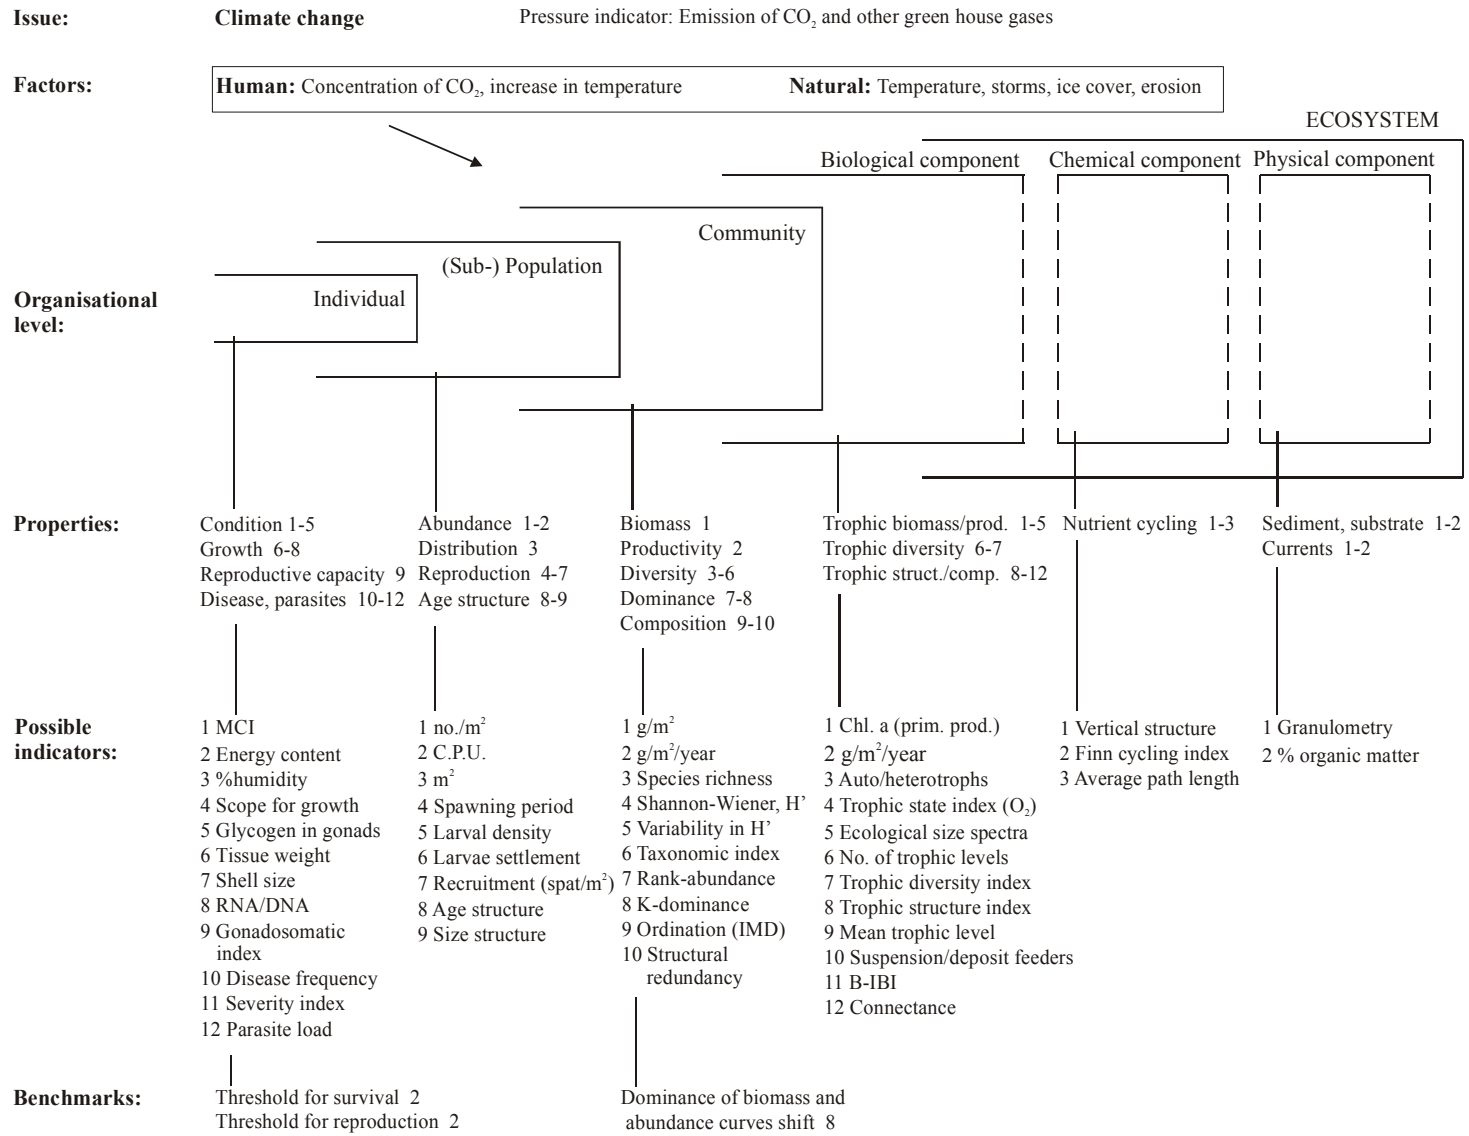 Issue: Climate change Pressure indicator: Emission of CO₂ and other green house gases
Factors: Human: Concentration of CO₂, increase in temperature Natural: Temperature, storms, ice cover, erosion
ECOSYSTEM
Biological component Chemical component Physical component
Community
(Sub-) Population
Individual
Organisational
level:
Properties:
Condition 1-5
Growth 6-8
Reproductive capacity 9
Disease, parasites 10-12
Abundance 1-2
Distribution 3
Reproduction 4-7
Age structure 8-9
Biomass 1
Productivity 2
Diversity 3-6
Dominance 7-8
Composition 9-10
Trophic biomass/prod. 1-5
Trophic diversity 6-7
Trophic struct./comp. 8-12
Nutrient cycling 1-3
Sediment, substrate 1-2
Currents 1-2
Possible
indicators:
1 MCI
2 Energy content
3 %humidity
4 Scope for growth
5 Glycogen in gonads
6 Tissue weight
7 Shell size
8 RNA/DNA
9 Gonadosomatic
index
10 Disease frequency
11 Severity index
12 Parasite load
1 no./m²
2 C.P.U.
3 m²
4 Spawning period
5 Larval density
6 Larvae settlement
7 Recruitment (spat/m²)
8 Age structure
9 Size structure
1 g/m²
2 g/m²/year
3 Species richness
4 Shannon-Wiener, H’
5 Variability in H’
6 Taxonomic index
7 Rank-abundance
8 K-dominance
9 Ordination (IMD)
10 Structural
redundancy
1 Chl. a (prim. prod.)
2 g/m²/year
3 Auto/heterotrophs
4 Trophic state index (O₂)
5 Ecological size spectra
6 No. of trophic levels
7 Trophic diversity index
8 Trophic structure index
9 Mean trophic level
10 Suspension/deposit feeders
11 B-IBI
12 Connectance
1 Vertical structure
2 Finn cycling index
3 Average path length
1 Granulometry
2 % organic matter
Benchmarks:
Threshold for survival 2
Threshold for reproduction 2
Dominance of biomass and
abundance curves shift 8